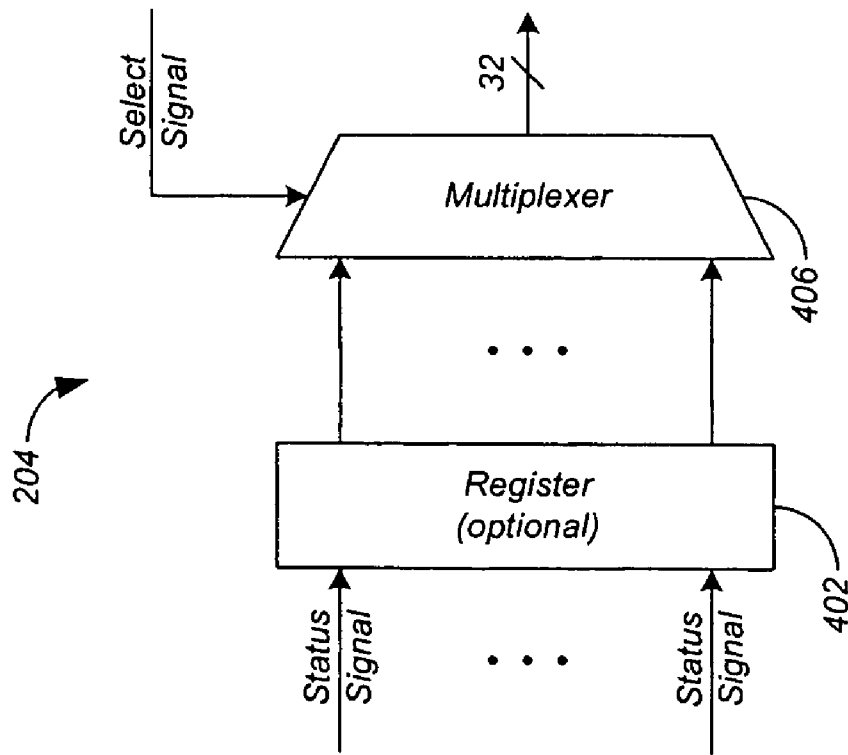 Select
Signal
32
Multiplexer
406
204
Register
(optional)
402
Status
Signal
Status
Signal